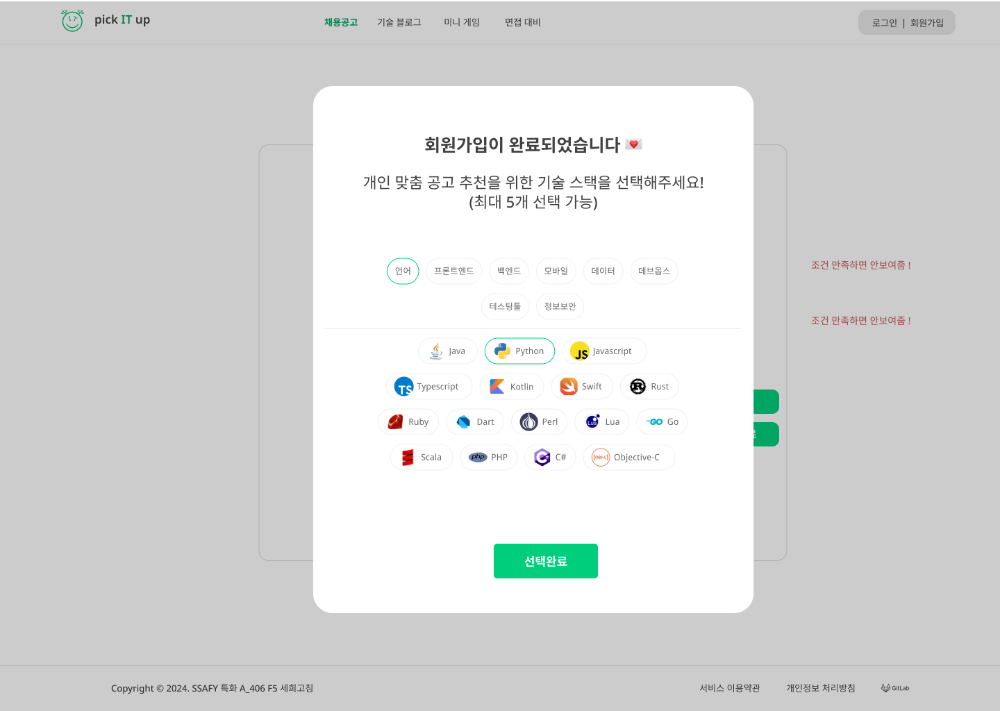 pick IT up
채용공고 기술 블로그 미니 게임 면접 대비
로그인 | 회원가입
회원가입이 완료되었습니다
개인 맞춤 공고 추천을 위한 기술 스택을 선택해주세요!
(최대 5개 선택 가능)
언어 프론트엔드 백엔드 모바일 데이터 데브옵스
테스팅툴 정보보안
조건 만족하면 안보여줌 !
조건 만족하면 안보여줌 !
Java Python JS Javascript
TS Typescript Kotlin Swift R Rust
Ruby Dart Perl Lua Lua GO Go
Scala php PHP C# [OBJ-C] Objective-C
선택완료
Copyright © 2024. SSAFY 특화 A_406 F5 세희고침
서비스 이용약관 개인정보 처리방침 GitLab